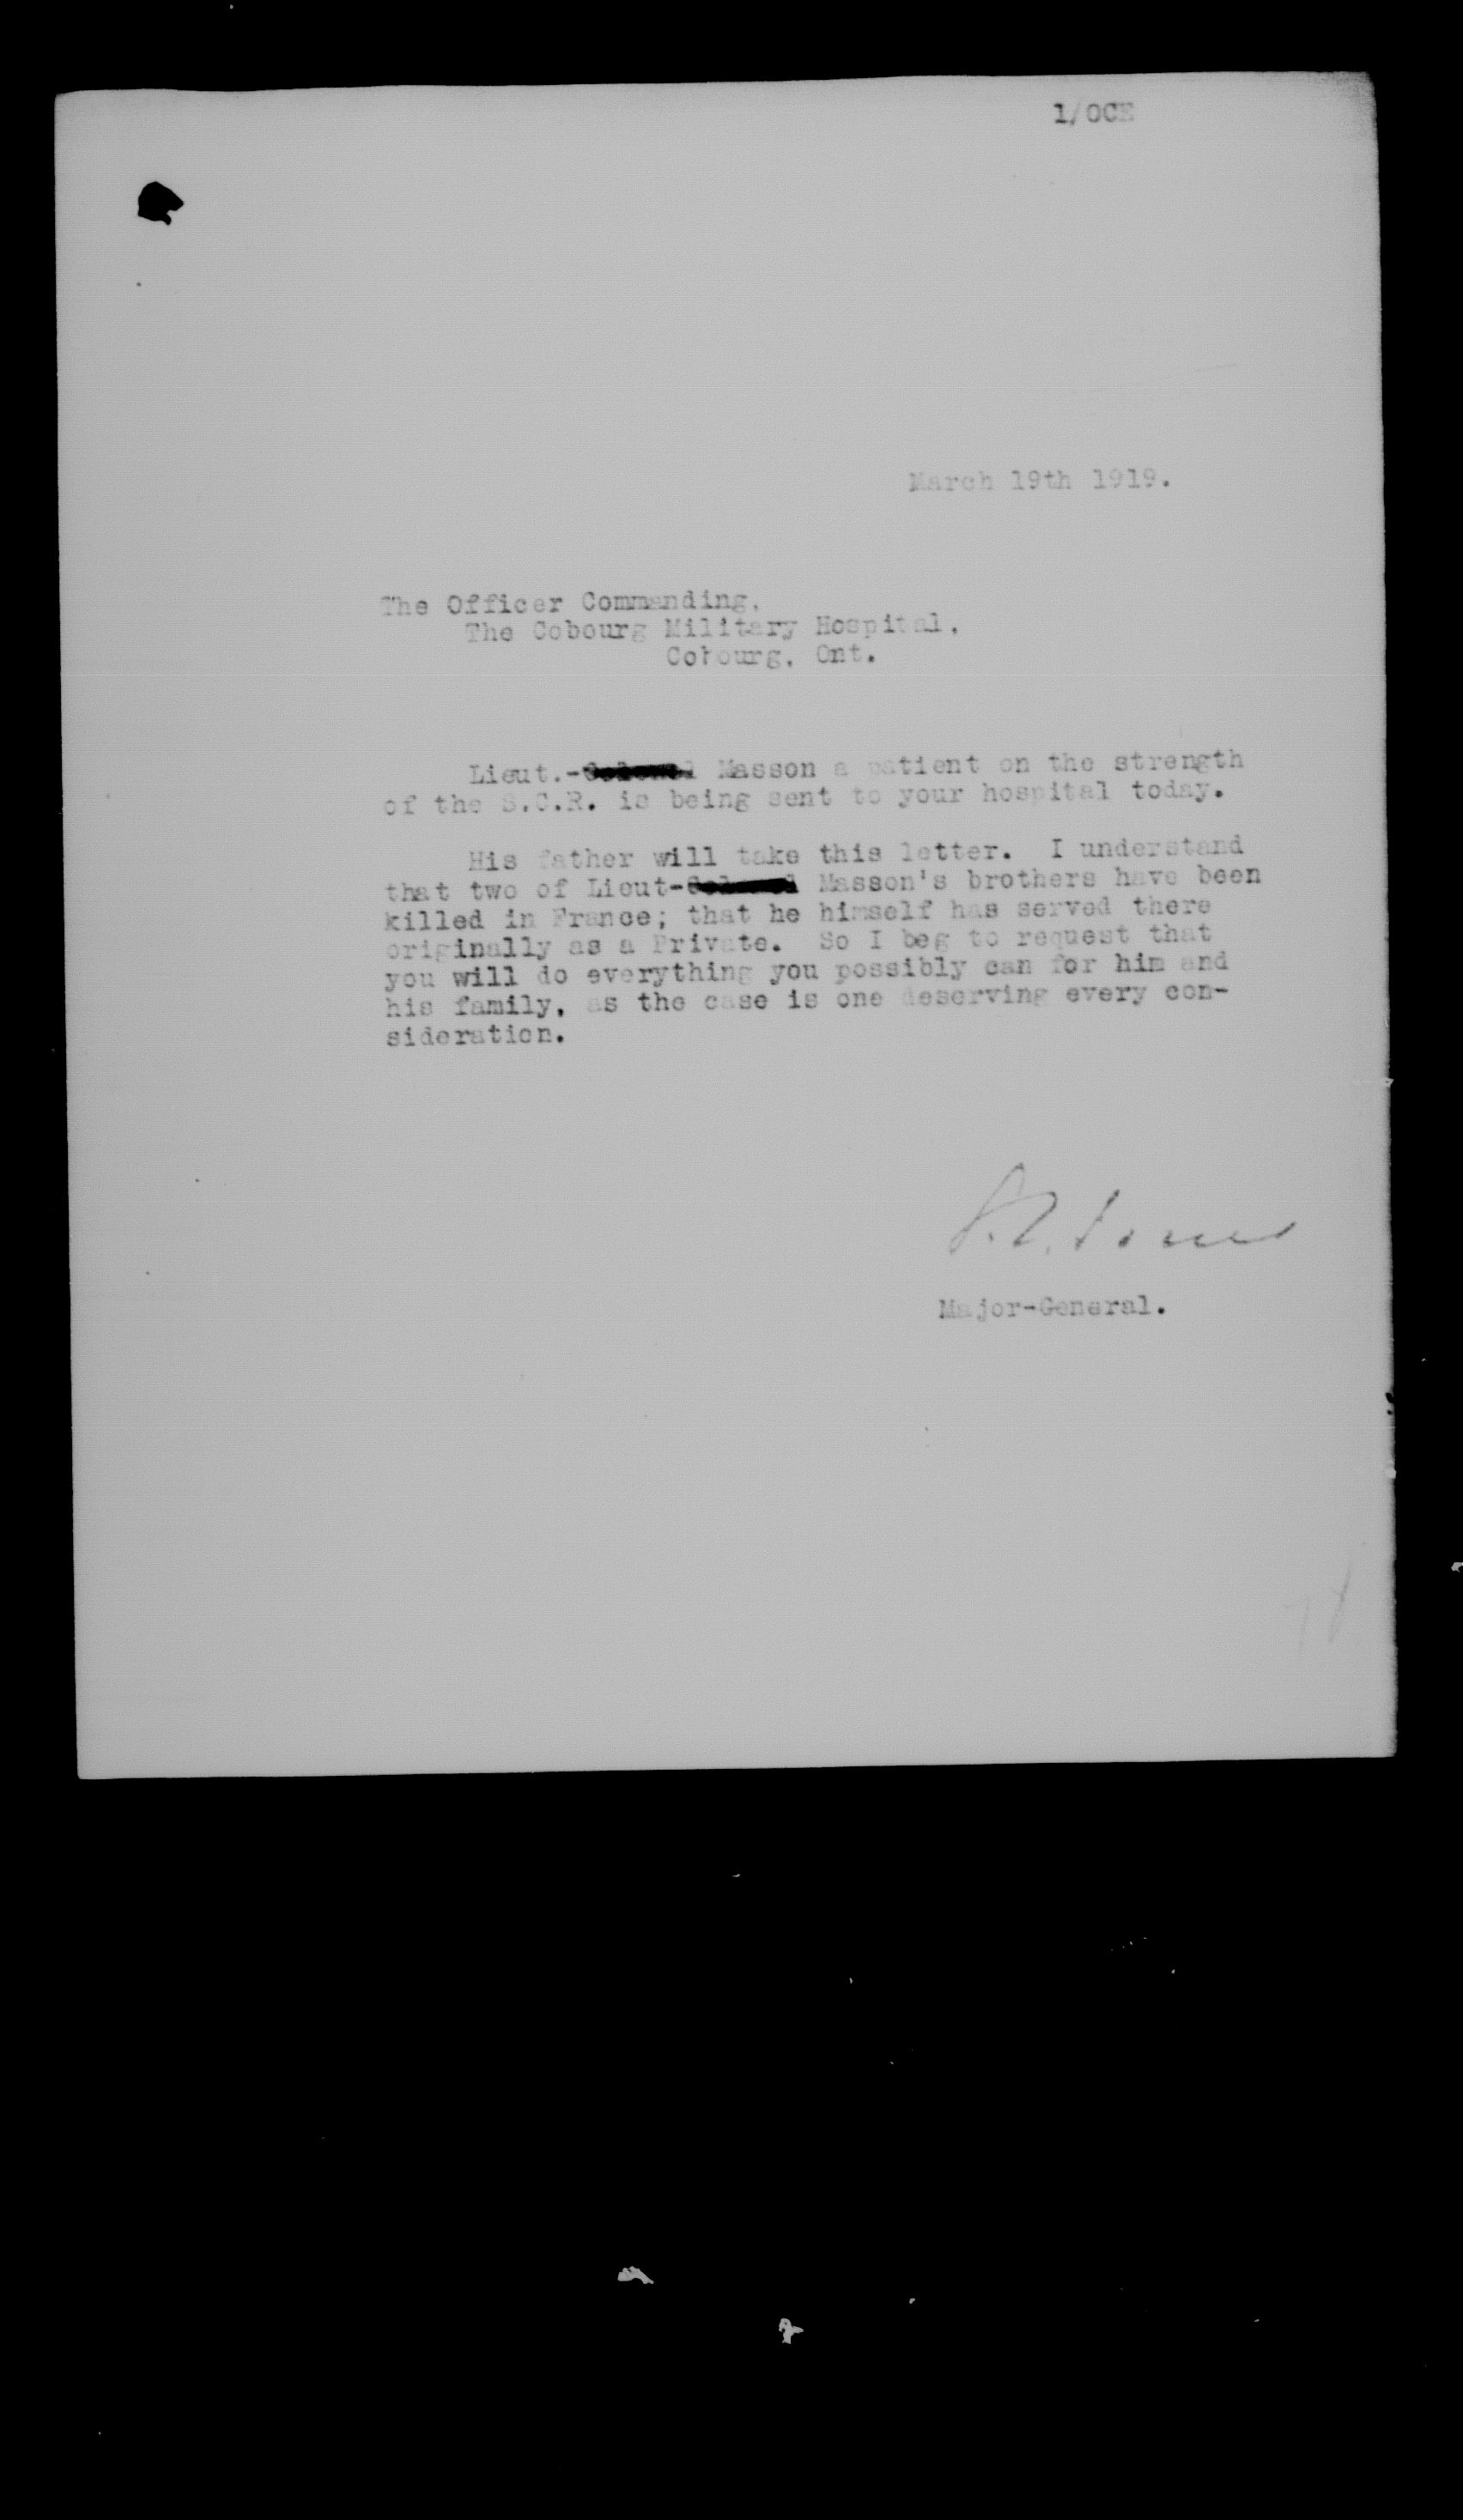 1/OCE
March 19th 1919.
The Officer Commanding,
The Cobourg Military Hospital,
Cobourg, Ont.
Lieut.-Colonel Masson a patient on the strength
of the S.C.R. is being sent to your hospital today.
His father will take this letter. I understand
that two of Lieut-Colonel Masson's brothers have been
killed in France; that he himself has served there
originally as a Private. So I beg to request that
you will do everything you possibly can for him and
his family, as the case is one deserving every con-
sideration.
Major-General.